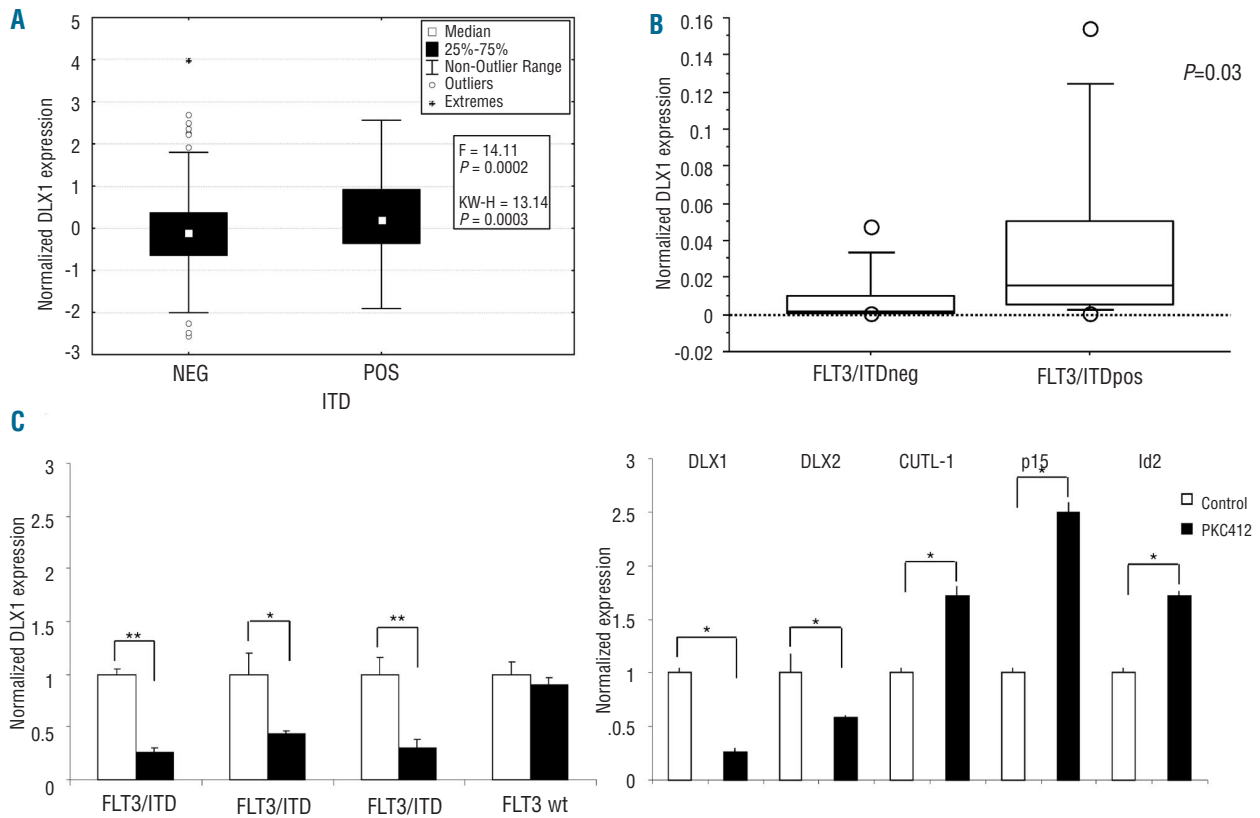 A
Normalized DLX1 expression
5
4
3
2
1
0
-1
-2
-3
Median
25%-75%
Non-Outlier Range
Outliers
Extremes
F = 14.11
P = 0.0002
KW-H = 13.14
P = 0.0003
NEG POS
ITD
B
Normalized DLX1 expression
0.16
0.14
0.12
0.1
0.08
0.06
0.04
0.02
0
-0.02
P=0.03
FLT3/ITDneg FLT3/ITDpos
C
Normalized DLX1 expression
3
2.5
2
1.5
1
0.5
0
** * **
FLT3/ITD FLT3/ITD FLT3/ITD FLT3 wt
Normalized expression
3
2.5
2
1.5
1
.5
0
DLX1 DLX2 CUTL-1 p15 Id2
* * * * *
Control
PKC412